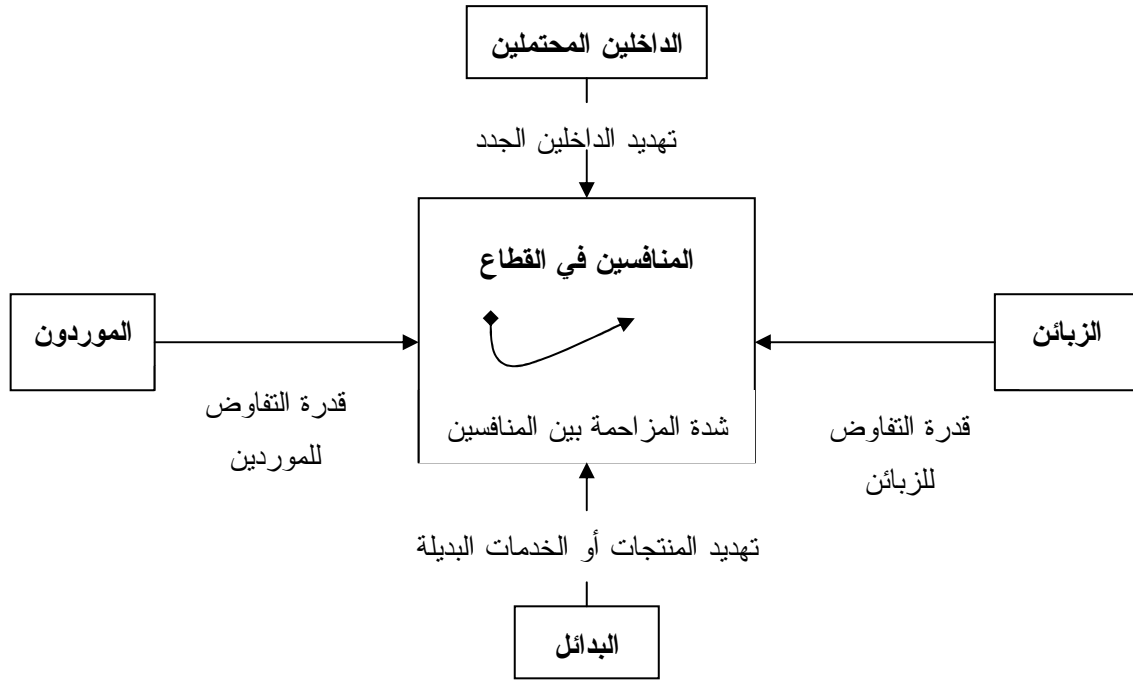 الداخلين المحتملين
تهديد الداخلين الجدد
المنافسين في القطاع
الزبائن
الموردون
شدة المزاحمة بين المنافسين
قدرة التفاوض
للزبائن
قدرة التفاوض
للموردين
تهديد المنتجات أو الخدمات البديلة
البدائل